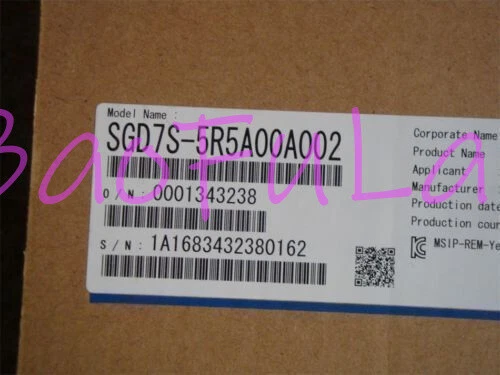 Model Name :
SGD7S-5R5A00A002
O/N: 0001343238
S/N: 1A1683432380162
Corporate Name
Product Name
Applicant
Manufacturer
Production date
Production coun
MSIP-REM-Ye
BaoFuLa